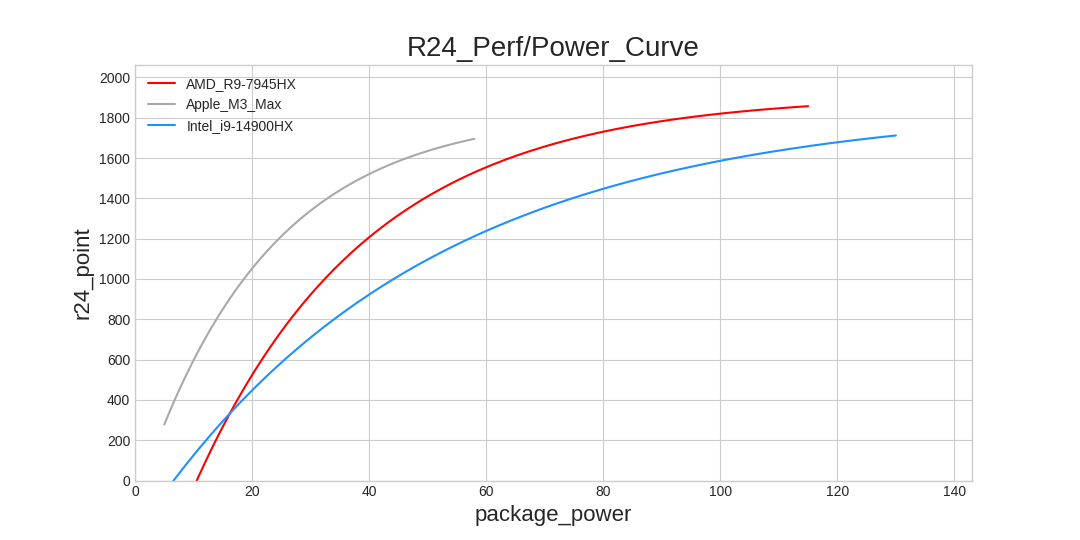 R24_Perf/Power_Curve
AMD_R9-7945HX
Apple_M3_Max
Intel_i9-14900HX
r24_point
2000
1800
1600
1400
1200
1000
800
600
400
200
0
0 20 40 60 80 100 120 140
package_power